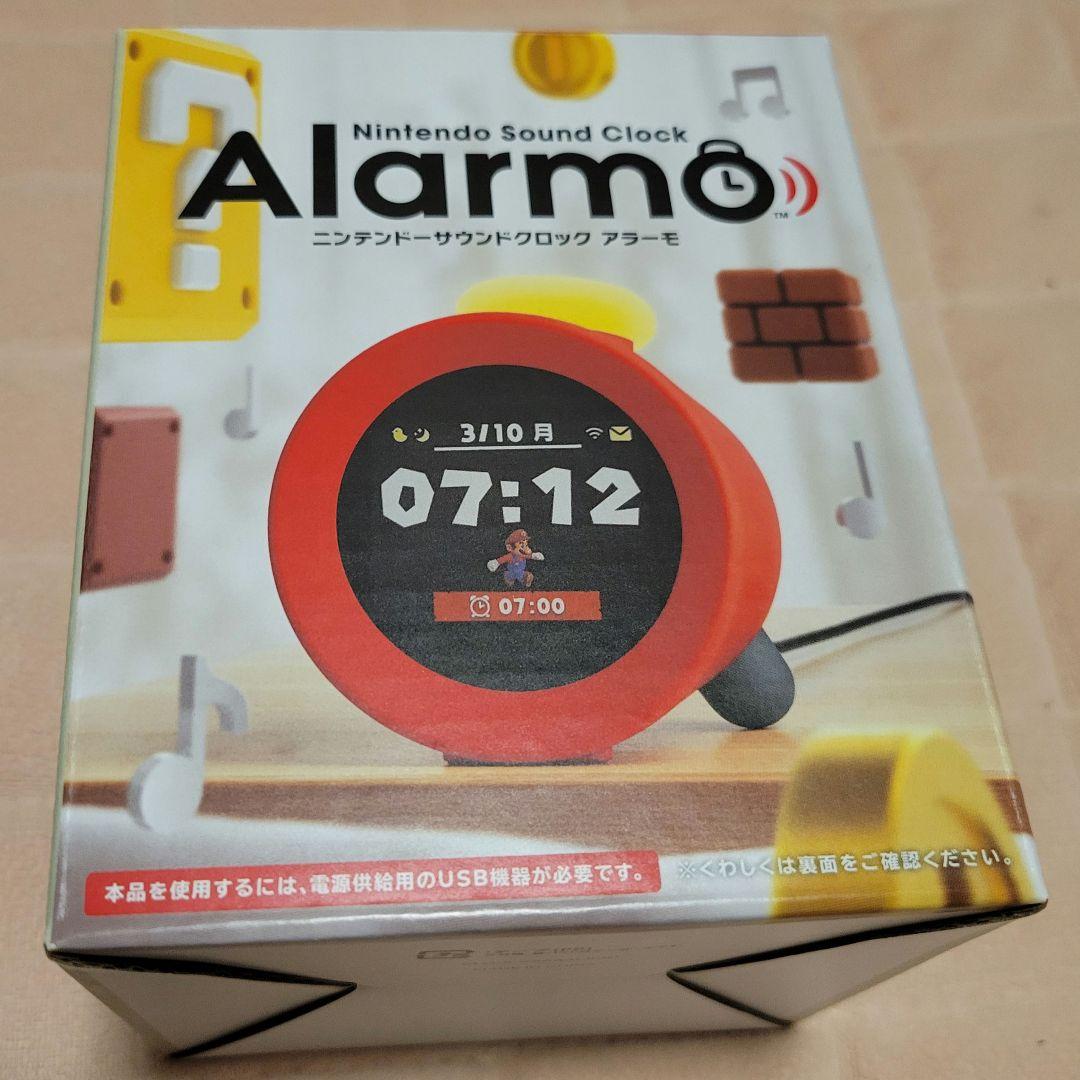 Nintendo Sound Clock
Alarmo
TM
ニンテンドーサウンドクロック アラーモ
3/10 月
07:12
07:00
本品を使用するには、電源供給用のUSB機器が必要です。
※くわしくは裏面をご確認ください。